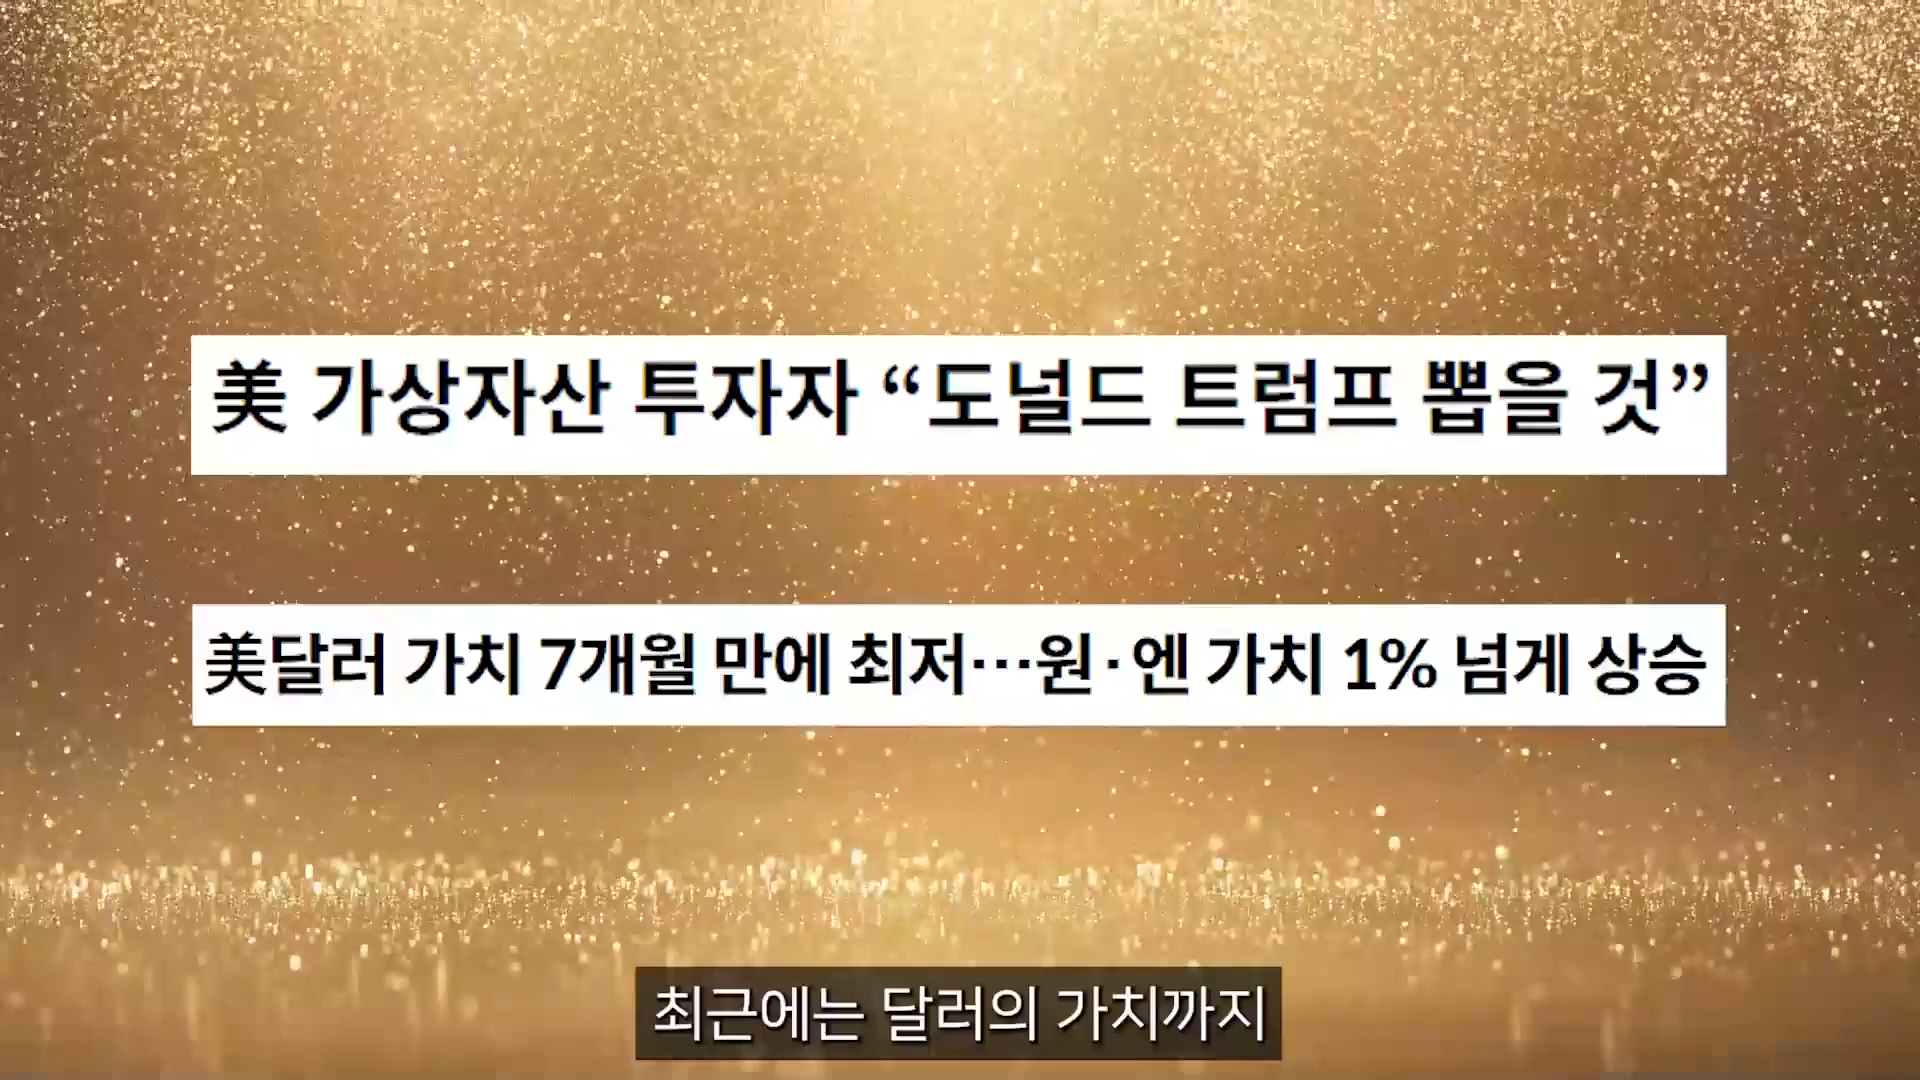 美 가상자산 투자자 “도널드 트럼프 뽑을 것”
美달러 가치 7개월 만에 최저…원·엔 가치 1% 넘게 상승
최근에는 달러의 가치까지